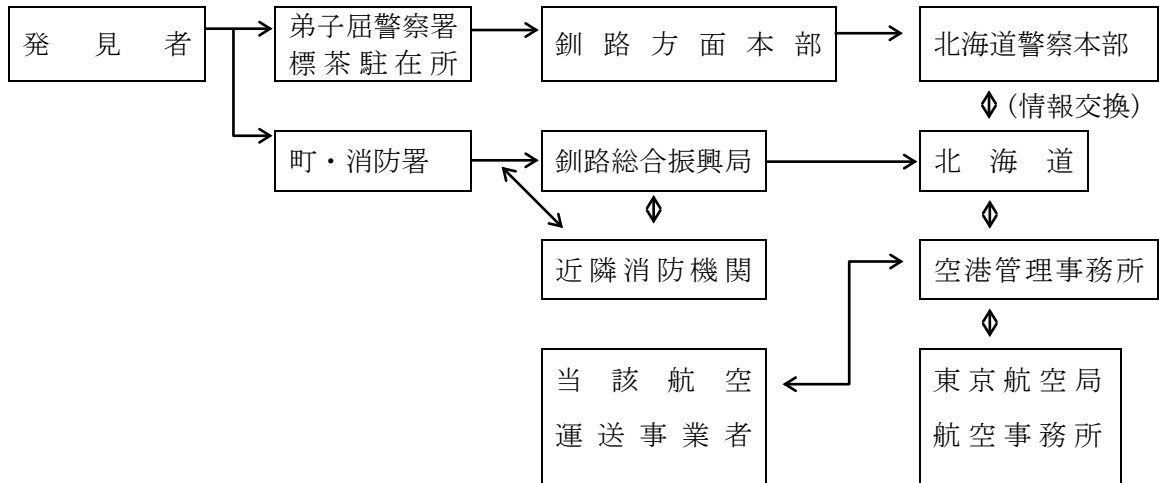 発見者
弟子屈警察署
標茶駐在所
釧路方面本部
北海道警察本部
（情報交換）
町・消防署
釧路総合振興局
北海道
近隣消防機関
空港管理事務所
当該航空
運送事業者
東京航空局
航空事務所